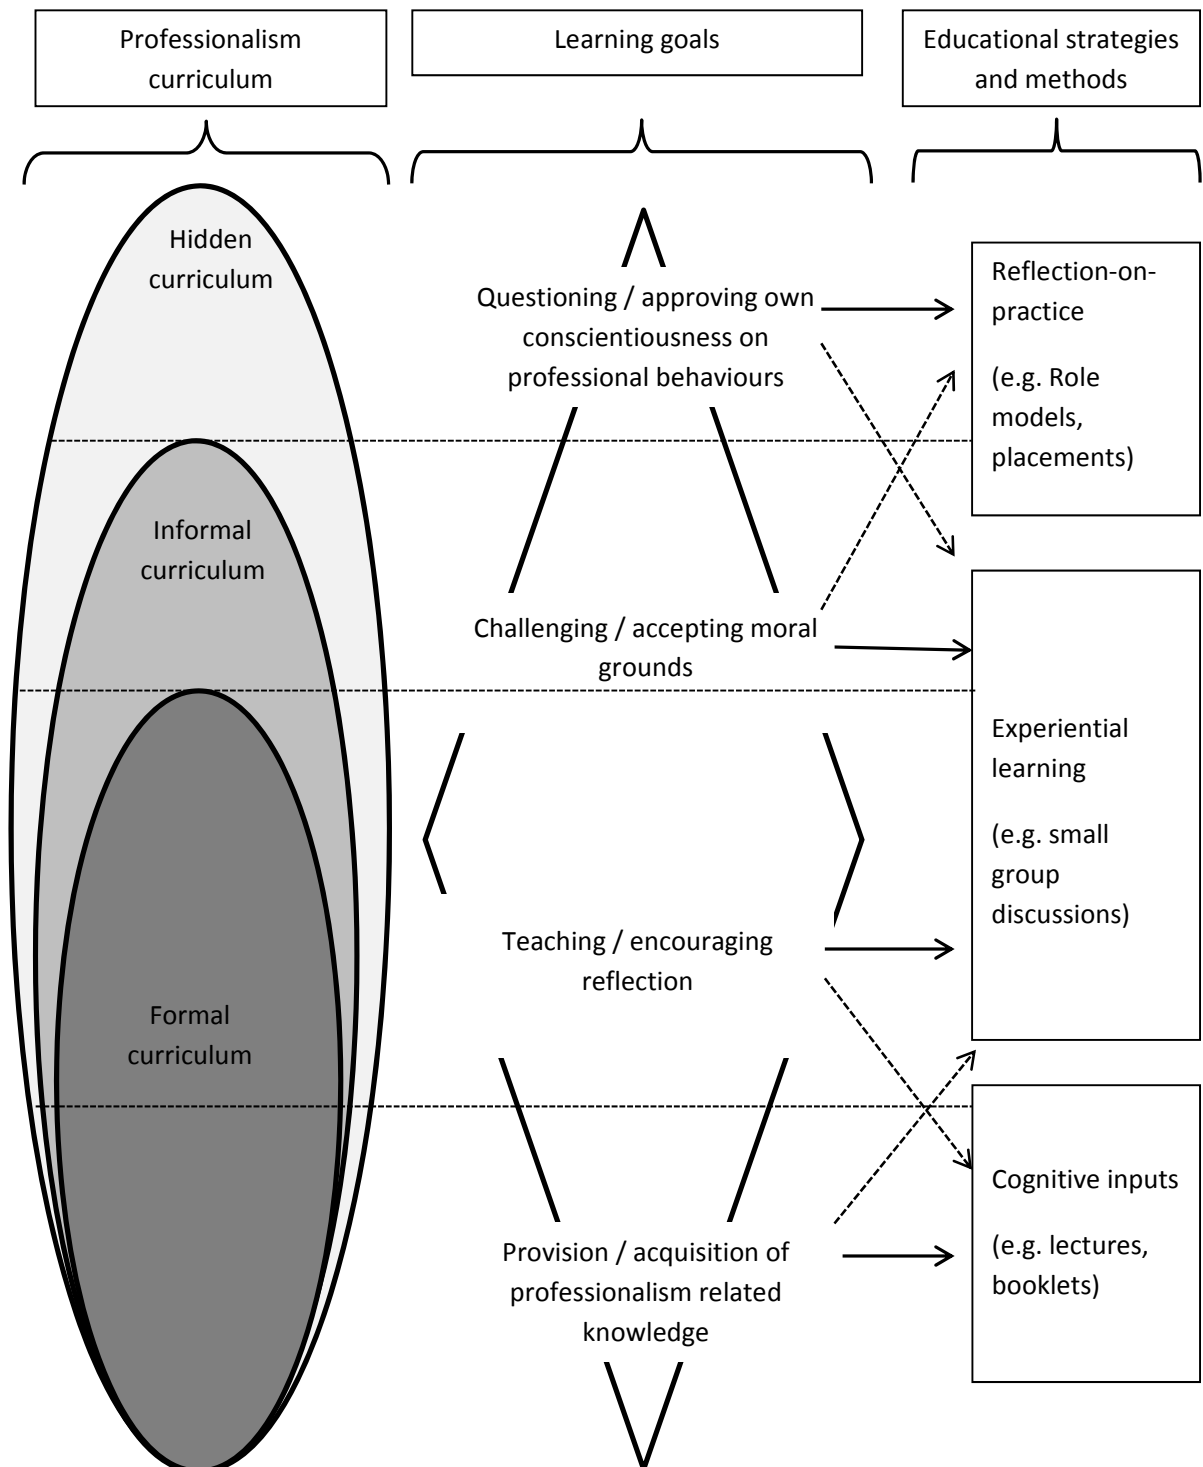 Professionalism
curriculum
Learning goals
Educational strategies
and methods
Hidden
curriculum
Informal
curriculum
Formal
curriculum
Questioning / approving own
conscientiousness on
professional behaviours
Challenging / accepting moral
grounds
Teaching / encouraging
reflection
Provision / acquisition of
professionalism related
knowledge
Reflection-on-
practice
(e.g. Role
models,
placements)
Experiential
learning
(e.g. small
group
discussions)
Cognitive inputs
(e.g. lectures,
booklets)